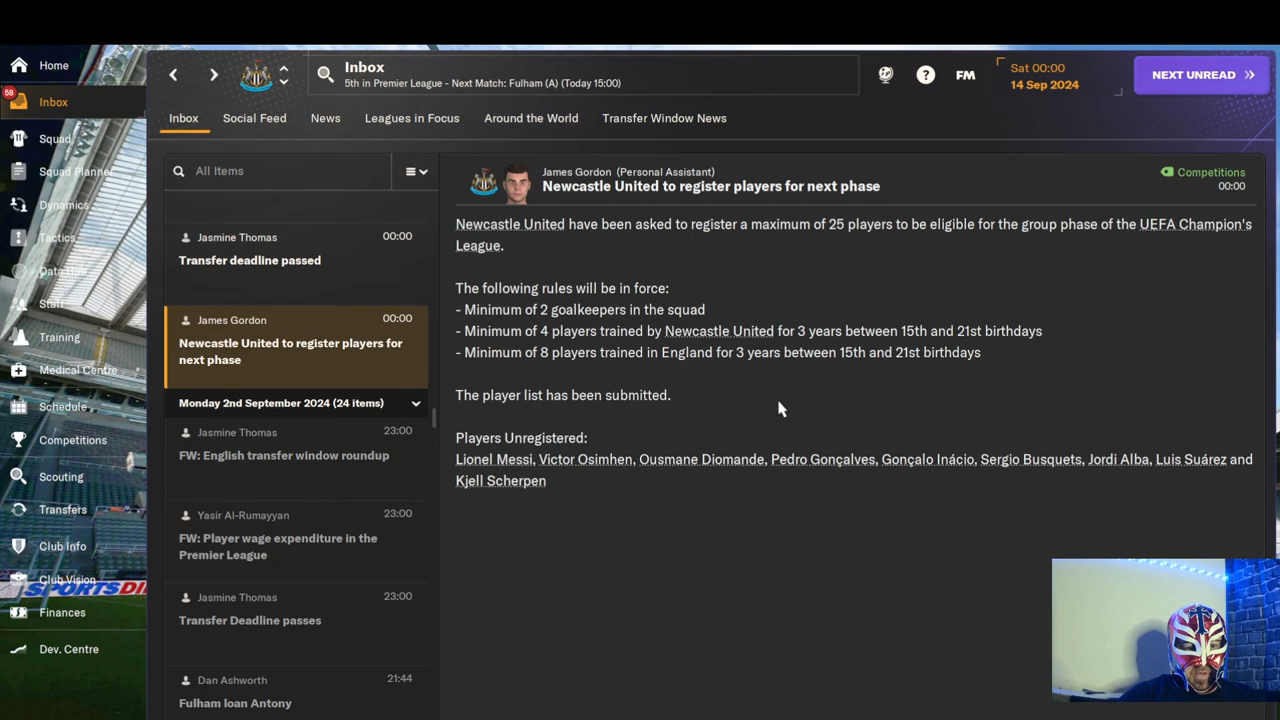 Home
Inbox
5th in Premier League - Next Match: Fulham (A) (Today 15:00)
FM
Sat 00:00
14 Sep 2024
NEXT UNREAD
58
Inbox
Squad
Squad Planner
Dynamics
Tactics
Data Hub
Staff
Training
Medical Centre
Schedule
Competitions
Scouting
Transfers
Club Info
Club Vision
SPORTSDI
Finances
Dev. Centre
Inbox
Social Feed
News
Leagues in Focus
Around the World
Transfer Window News
All Items
Jasmine Thomas 00:00
Transfer deadline passed
James Gordon 00:00
Newcastle United to register players for
next phase
Monday 2nd September 2024 (24 items)
Jasmine Thomas 23:00
FW: English transfer window roundup
Yasir Al-Rumayyan 23:00
FW: Player wage expenditure in the
Premier League
Jasmine Thomas 23:00
Transfer Deadline passes
Dan Ashworth 21:44
Fulham loan Antony
James Gordon (Personal Assistant)
Newcastle United to register players for next phase
Competitions
00:00
Newcastle United have been asked to register a maximum of 25 players to be eligible for the group phase of the UEFA Champion's
League.
The following rules will be in force:
- Minimum of 2 goalkeepers in the squad
- Minimum of 4 players trained by Newcastle United for 3 years between 15th and 21st birthdays
- Minimum of 8 players trained in England for 3 years between 15th and 21st birthdays
The player list has been submitted.
Players Unregistered:
Lionel Messi, Victor Osimhen, Ousmane Diomande, Pedro Gonçalves, Gonçalo Inácio, Sergio Busquets, Jordi Alba, Luis Suárez and
Kjell Scherpen